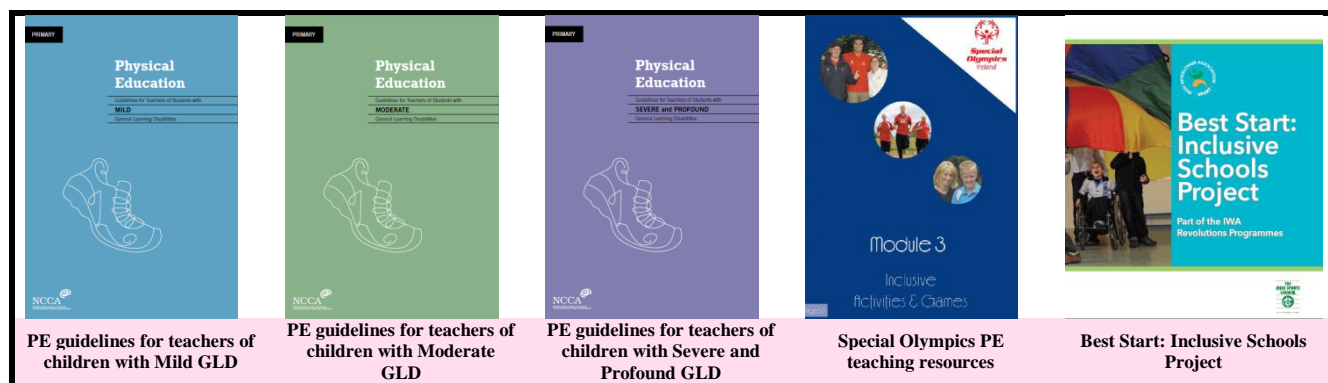 PRIMARY
Physical
Education
Guidelines for Teachers of Students with
MILD
General Learning Disabilities
NCCA
PE guidelines for teachers of
children with Mild GLD
PRIMARY
Physical
Education
Guidelines for Teachers of Students with
MODERATE
General Learning Disabilities
NCCA
PE guidelines for teachers of
children with Moderate
GLD
PRIMARY
Physical
Education
Guidelines for Teachers of Students with
SEVERE and PROFOUND
General Learning Disabilities
NCCA
PE guidelines for teachers of
children with Severe and
Profound GLD
Special
Olympics
Ireland
Module 3
Inclusive
Activities & Games
Special Olympics PE
teaching resources
Best Start:
Inclusive
Schools
Project
Part of the IWA
Revolutions Programmes
THE
IRISH SPORTS
COUNCIL
Best Start: Inclusive Schools
Project